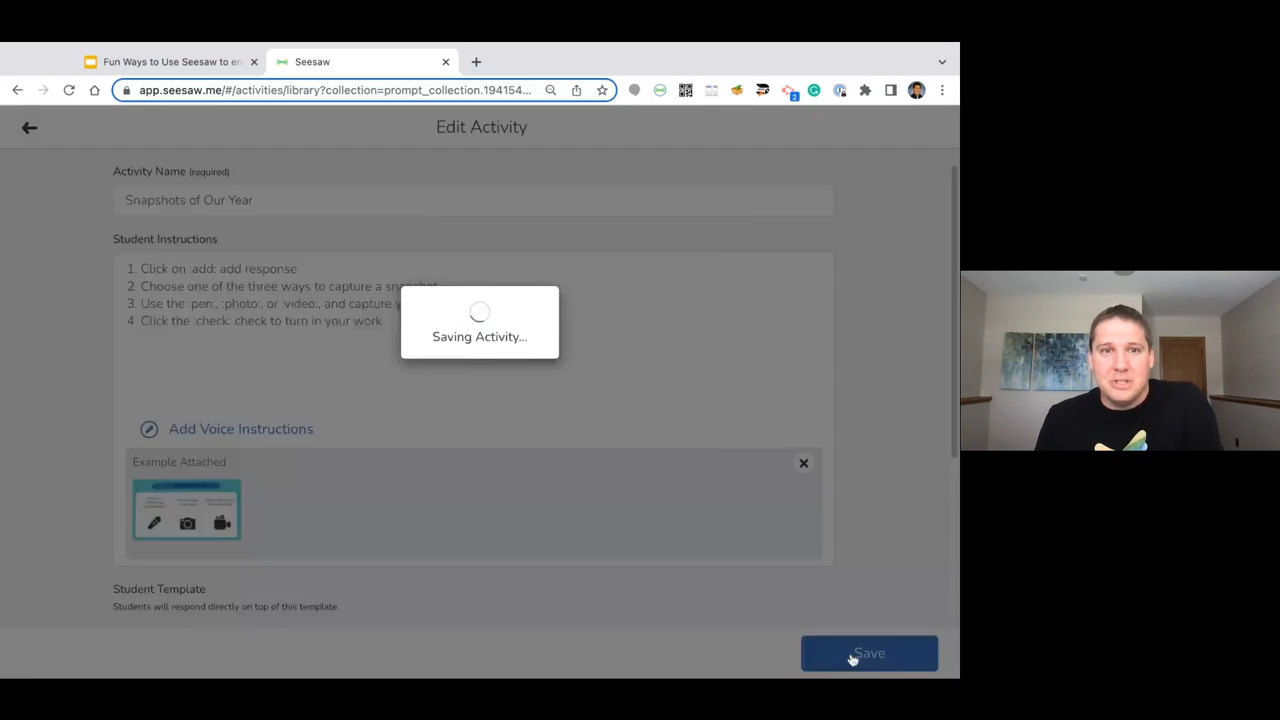 Fun Ways to Use Seesaw to en
Seesaw
app.seesaw.me/#/activities/library?collection=prompt_collection.194154...
2
Edit Activity
Activity Name (required)
Snapshots of Our Year
Student Instructions
1. Click on :add: add response
2. Choose one of the three ways to capture a snapshot
3. Use the :pen:, :photo:, or :video:, and capture
4. Click the :check: check to turn in your work
Saving Activity...
Add Voice Instructions
Example Attached
Student Template
Students will respond directly on top of this template.
Save